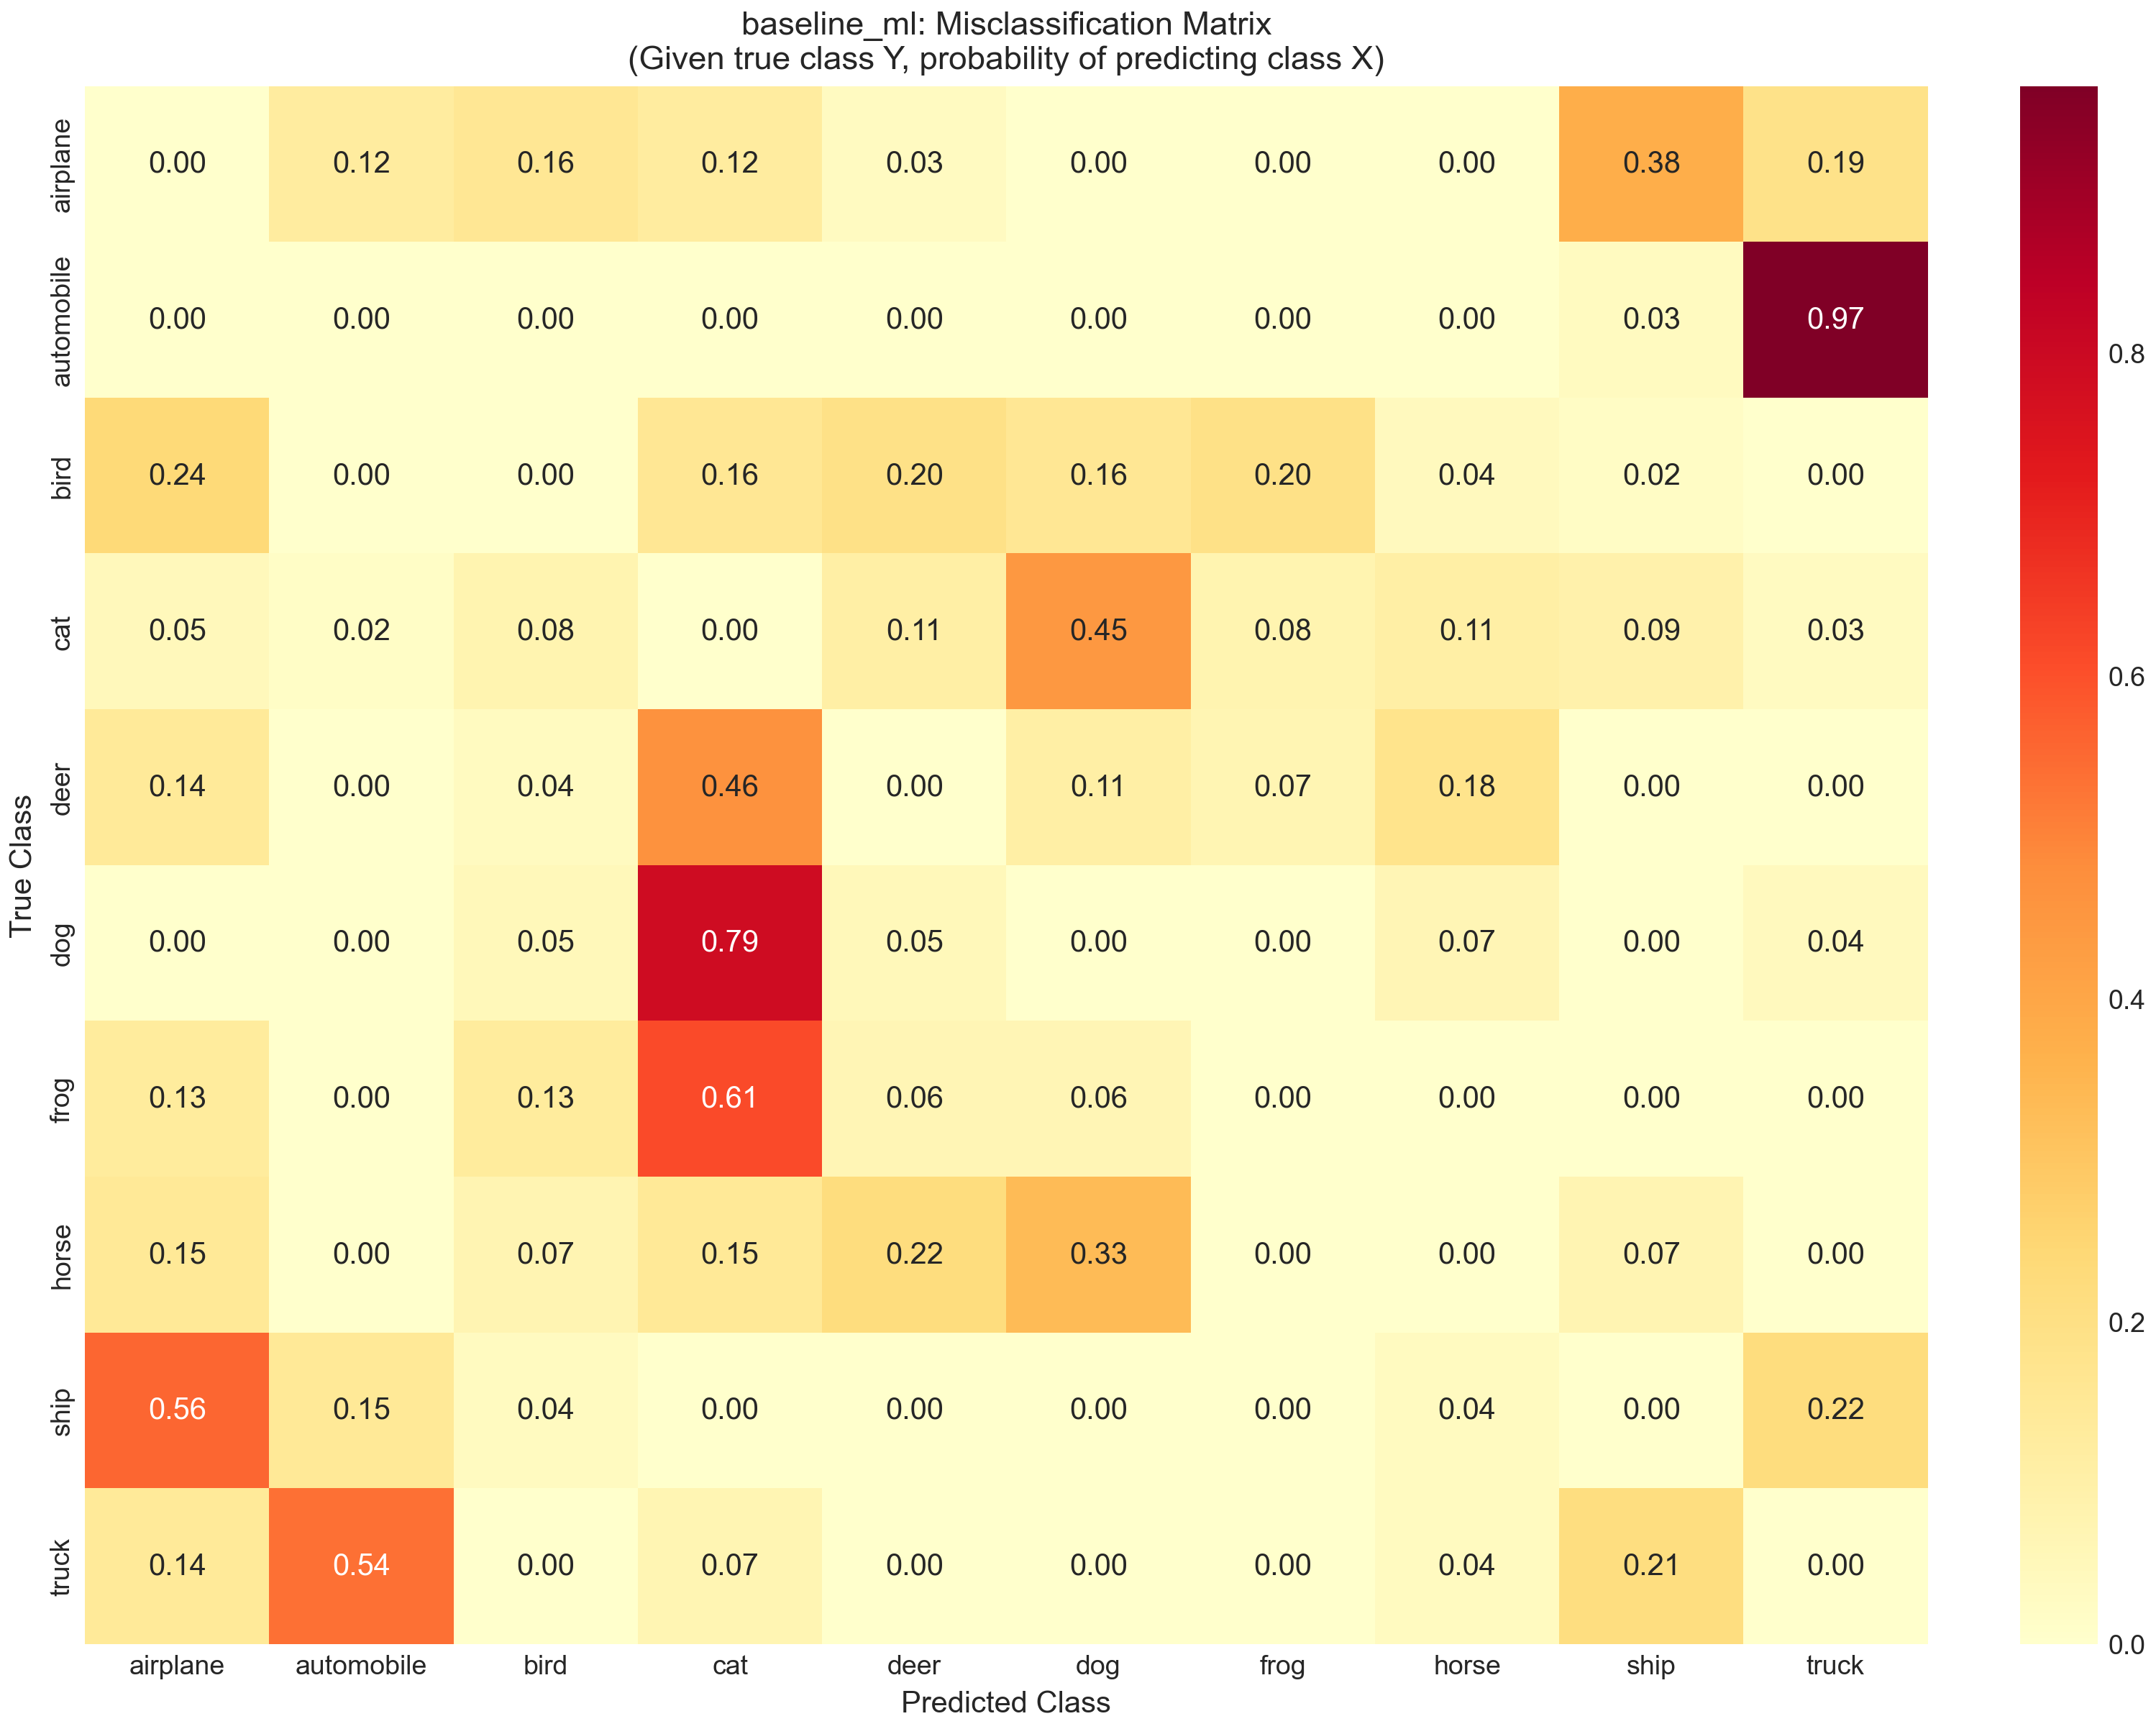 baseline_ml: Misclassification Matrix
(Given true class Y, probability of predicting class X)
True Class
airplane 0.00 0.12 0.16 0.12 0.03 0.00 0.00 0.00 0.38 0.19
automobile 0.00 0.00 0.00 0.00 0.00 0.00 0.00 0.00 0.03 0.97
bird 0.24 0.00 0.00 0.16 0.20 0.16 0.20 0.04 0.02 0.00
cat 0.05 0.02 0.08 0.00 0.11 0.45 0.08 0.11 0.09 0.03
deer 0.14 0.00 0.04 0.46 0.00 0.11 0.07 0.18 0.00 0.00
dog 0.00 0.00 0.05 0.79 0.05 0.00 0.00 0.07 0.00 0.04
frog 0.13 0.00 0.13 0.61 0.06 0.06 0.00 0.00 0.00 0.00
horse 0.15 0.00 0.07 0.15 0.22 0.33 0.00 0.00 0.07 0.00
ship 0.56 0.15 0.04 0.00 0.00 0.00 0.00 0.04 0.00 0.22
truck 0.14 0.54 0.00 0.07 0.00 0.00 0.00 0.04 0.21 0.00
airplane automobile bird cat deer dog frog horse ship truck
Predicted Class
0.8
0.6
0.4
0.2
0.0